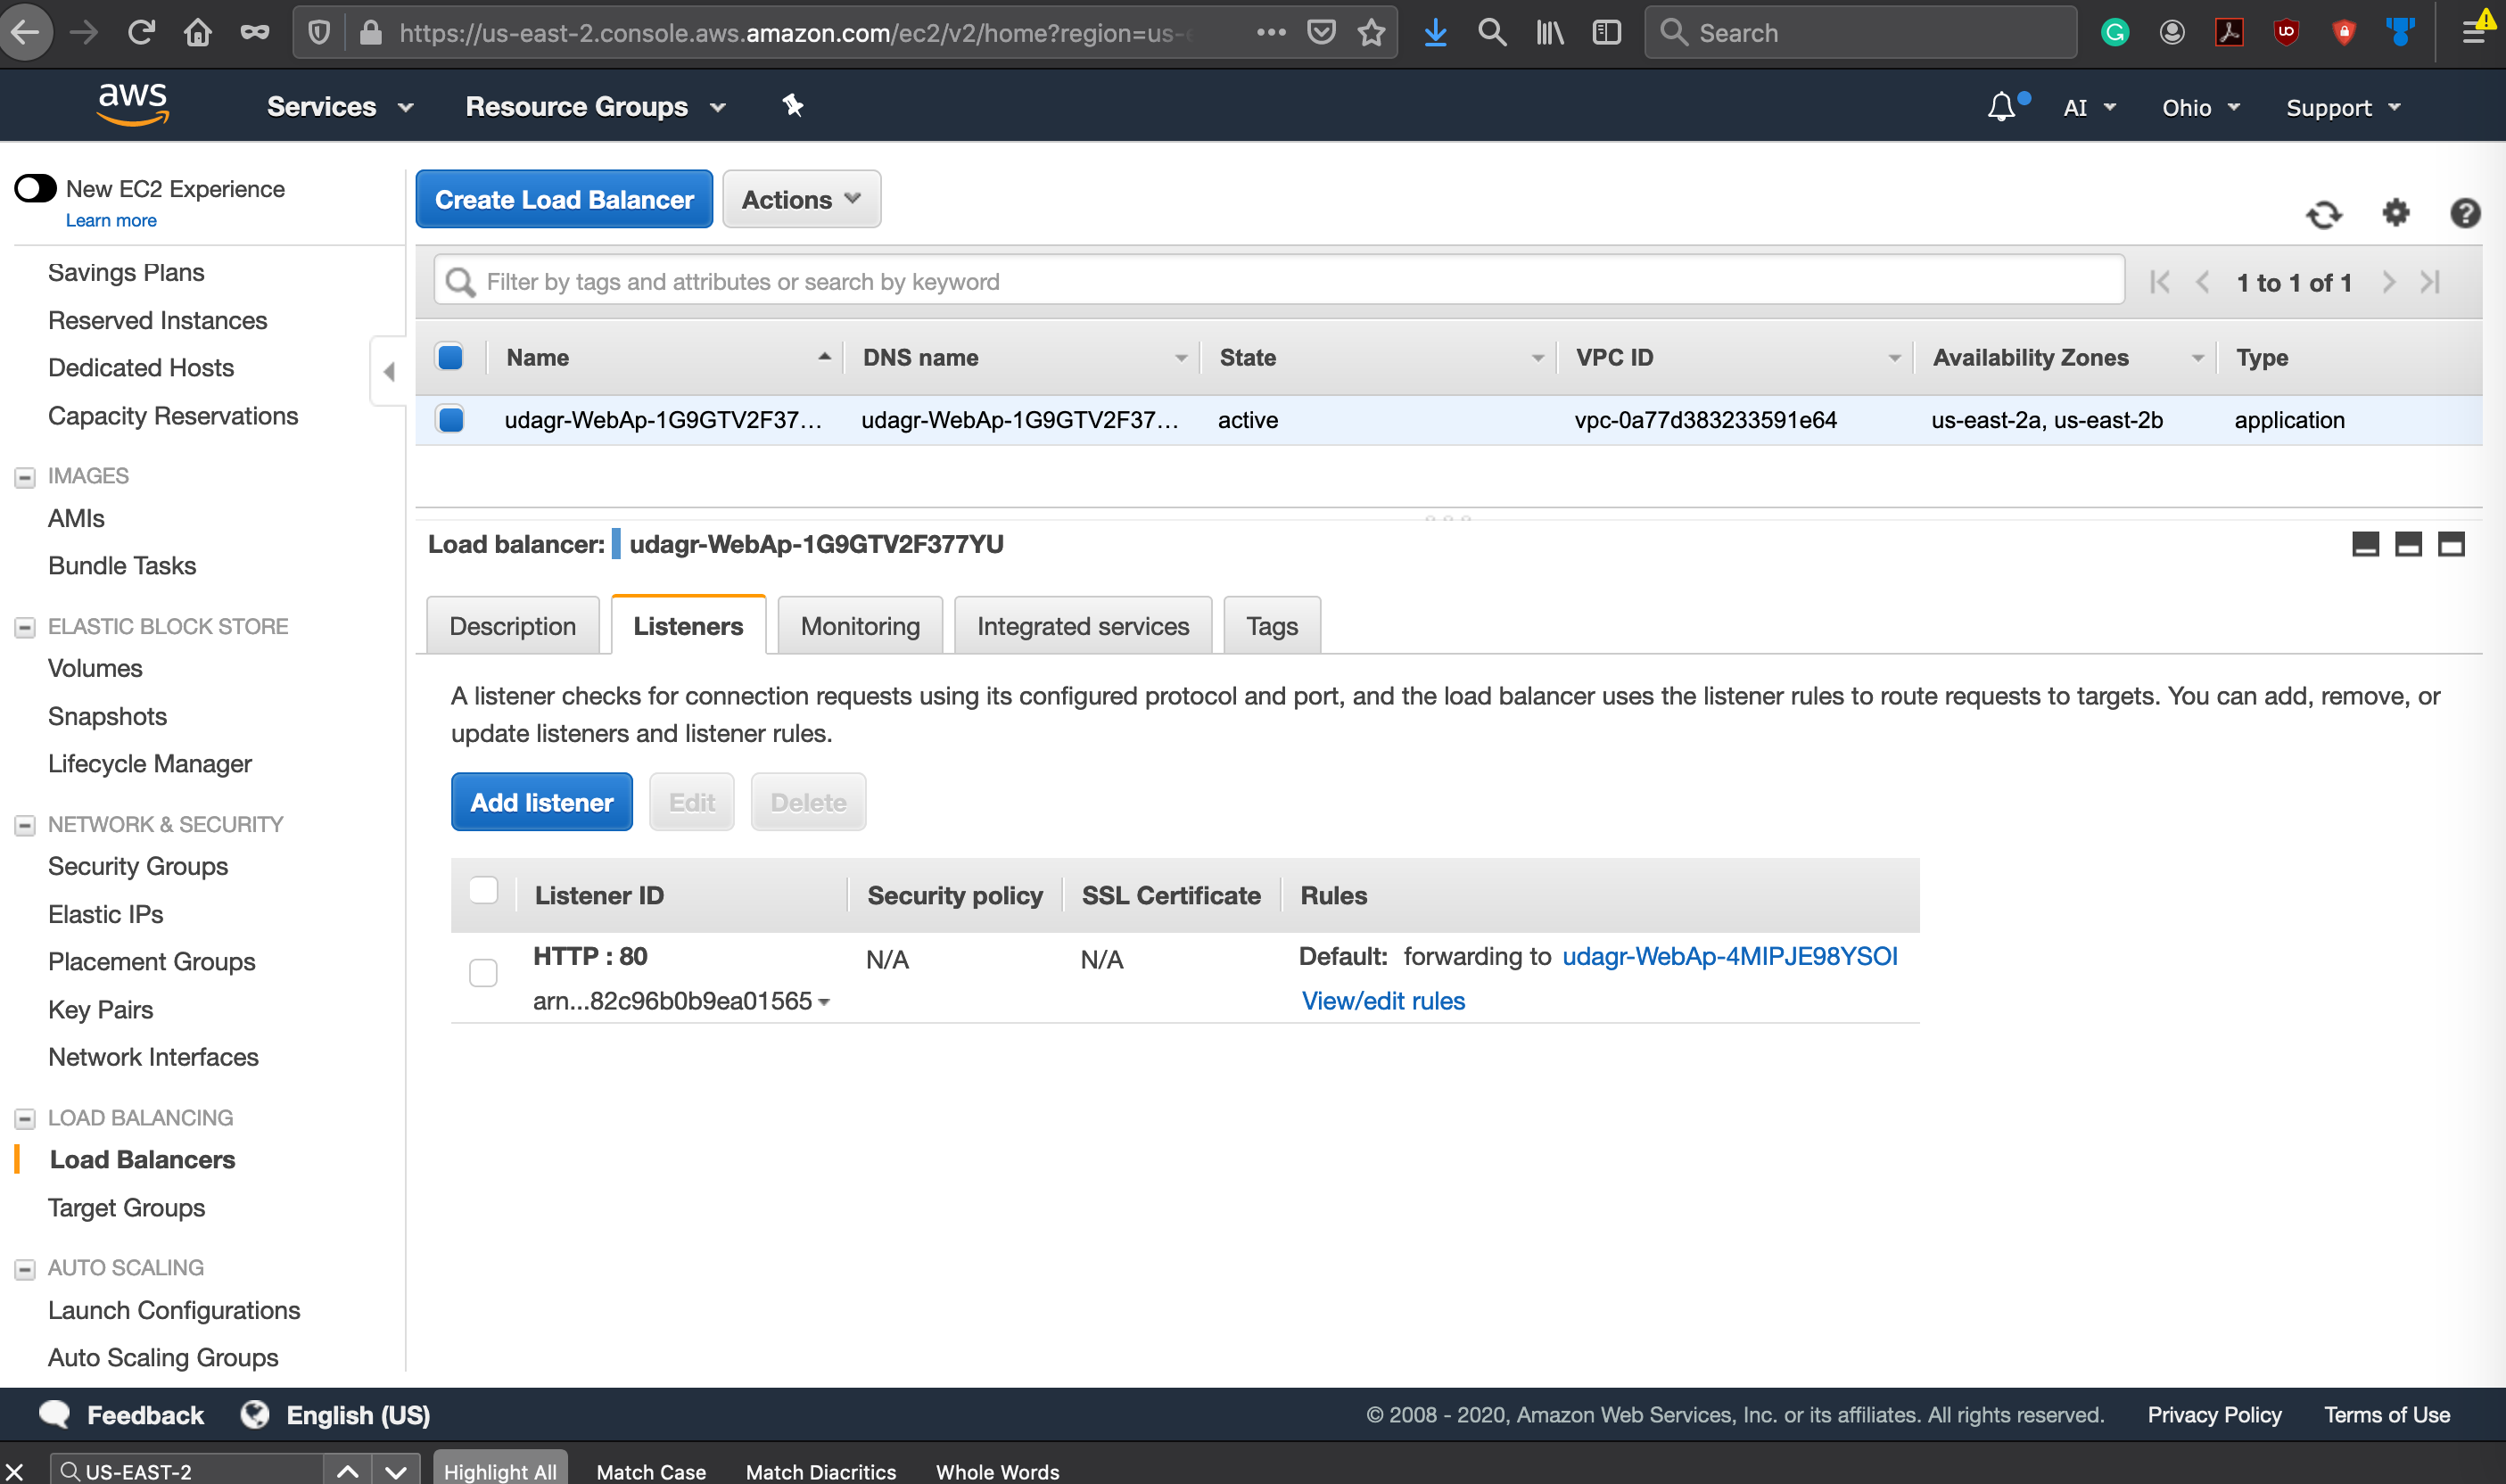 https://us-east-2.console.aws.amazon.com/ec2/v2/home?region=us-e
Search
aws
Services
Resource Groups
AI
Ohio
Support
New EC2 Experience
Learn more
Savings Plans
Reserved Instances
Dedicated Hosts
Capacity Reservations
IMAGES
AMIs
Bundle Tasks
ELASTIC BLOCK STORE
Volumes
Snapshots
Lifecycle Manager
NETWORK & SECURITY
Security Groups
Elastic IPs
Placement Groups
Key Pairs
Network Interfaces
LOAD BALANCING
Load Balancers
Target Groups
AUTO SCALING
Launch Configurations
Auto Scaling Groups
Create Load Balancer
Actions
Filter by tags and attributes or search by keyword
1 to 1 of 1
Name DNS name State VPC ID Availability Zones Type
udagr-WebAp-1G9GTV2F37... udagr-WebAp-1G9GTV2F37... active vpc-0a77d383233591e64 us-east-2a, us-east-2b application
Load balancer: udagr-WebAp-1G9GTV2F377YU
Description Listeners Monitoring Integrated services Tags
A listener checks for connection requests using its configured protocol and port, and the load balancer uses the listener rules to route requests to targets. You can add, remove, or
update listeners and listener rules.
Add listener Edit Delete
Listener ID Security policy SSL Certificate Rules
HTTP : 80 N/A N/A Default: forwarding to udagr-WebAp-4MIPJE98YSOI
arn...82c96b0b9ea01565 View/edit rules
Feedback English (US) © 2008 - 2020, Amazon Web Services, Inc. or its affiliates. All rights reserved. Privacy Policy Terms of Use
US-EAST-2 Highlight All Match Case Match Diacritics Whole Words